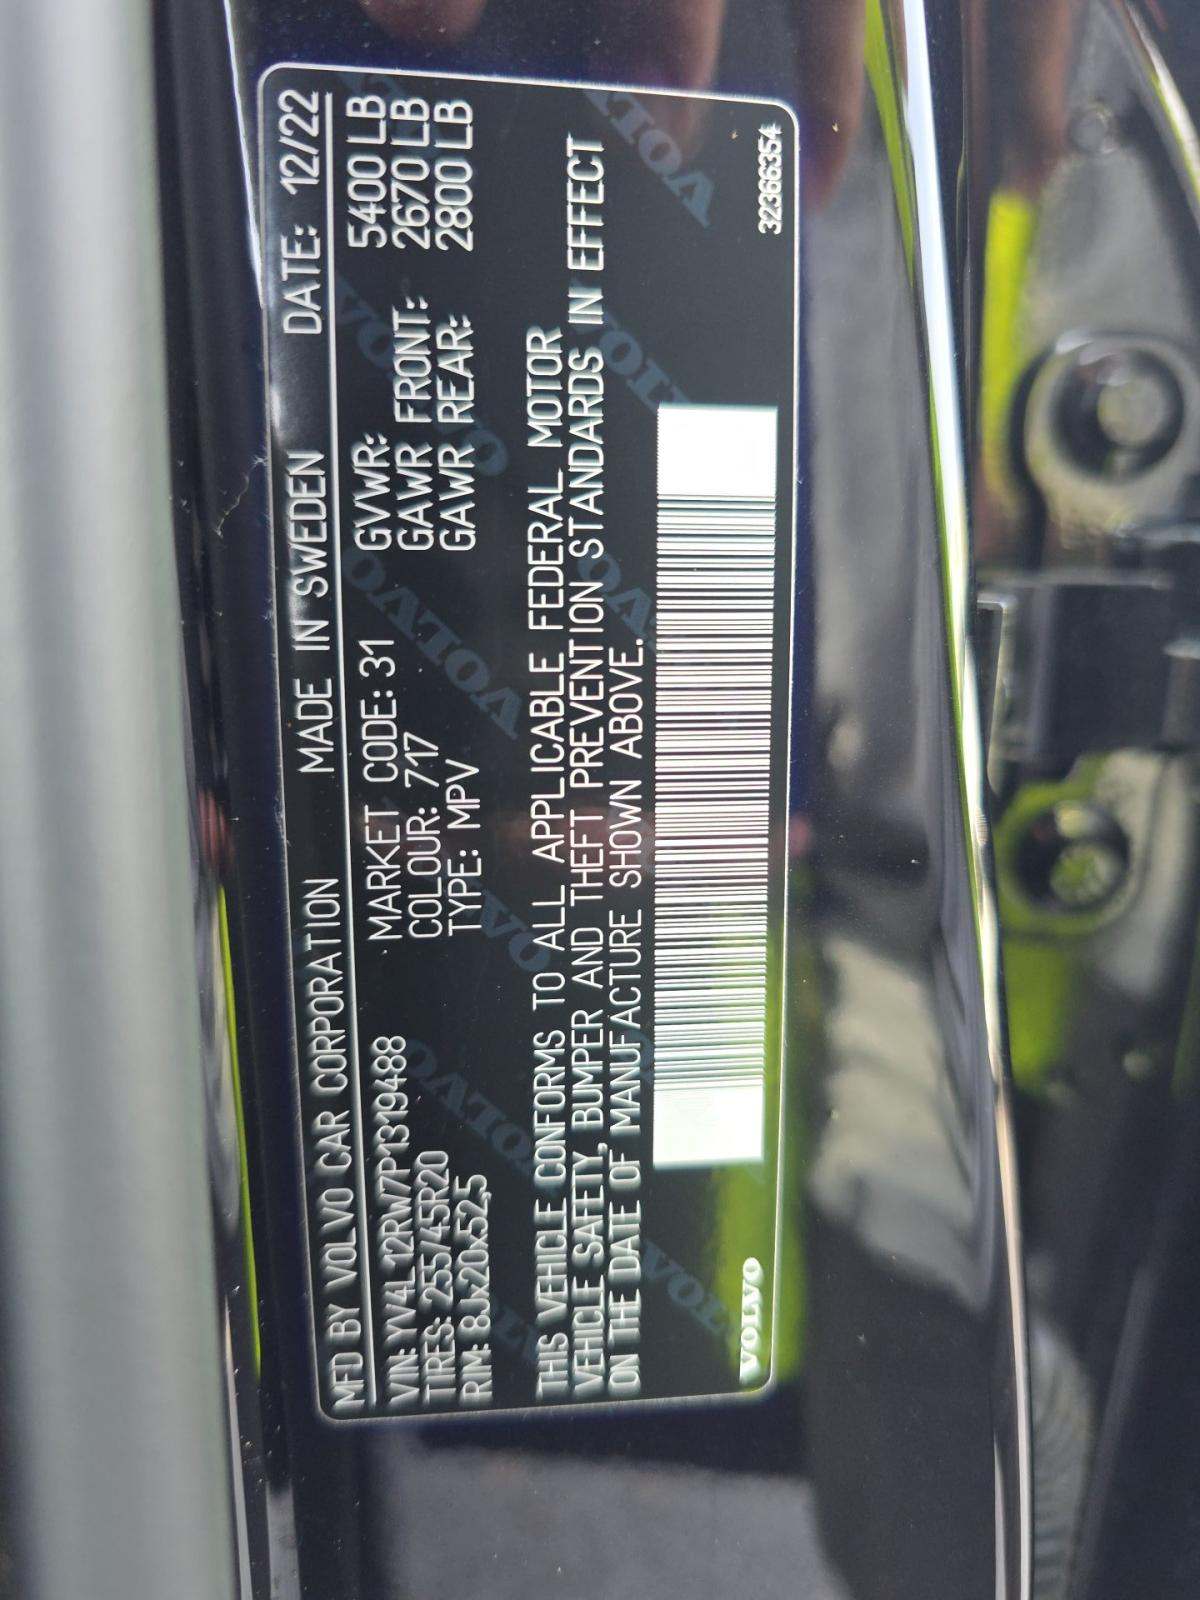 MFD BY VOLVO CAR CORPORATION MADE IN SWEDEN DATE: 12/22
VIN: YV4L12RW7P1319488 MARKET CODE: 31 GVWR: 5400 LB
TIRES: 255/45R20 COLOUR: 717 GAWR FRONT: 2670 LB
RIM: 8Jx20x52,5 TYPE: MPV GAWR REAR: 2800 LB
THIS VEHICLE CONFORMS TO ALL APPLICABLE FEDERAL MOTOR
VEHICLE SAFETY, BUMPER AND THEFT PREVENTION STANDARDS IN EFFECT
ON THE DATE OF MANUFACTURE SHOWN ABOVE.
VOLVO 32366354